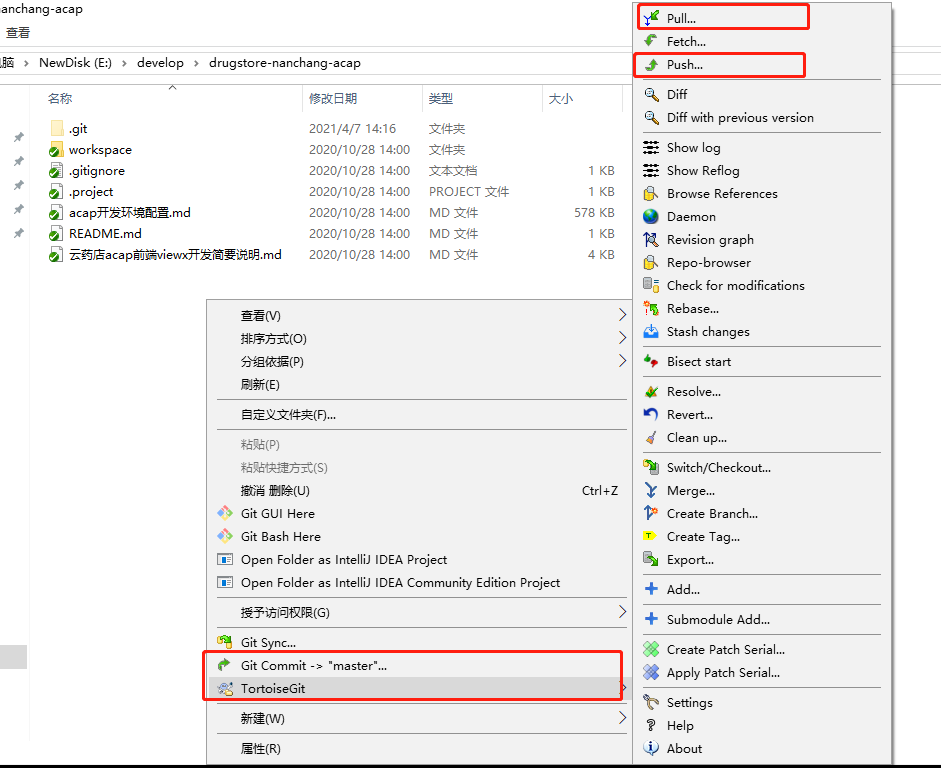 nanchang-acap
查看
电脑 > NewDisk (E:) > develop > drugstore-nanchang-acap
名称 修改日期 类型 大小
.git 2021/4/7 14:16 文件夹
workspace 2020/10/28 14:00 文件夹
.gitignore 2020/10/28 14:00 文本文档 1 KB
.project 2020/10/28 14:00 PROJECT 文件 1 KB
acap开发环境配置.md 2020/10/28 14:00 MD 文件 578 KB
README.md 2020/10/28 14:00 MD 文件 1 KB
云药店acap前端viewx开发简要说明.md 2020/10/28 14:00 MD 文件 4 KB
查看(V)
排序方式(O)
分组依据(P)
刷新(E)
自定义文件夹(F)...
粘贴(P)
粘贴快捷方式(S)
撤消 删除(U) Ctrl+Z
Git GUI Here
Git Bash Here
Open Folder as IntelliJ IDEA Project
Open Folder as IntelliJ IDEA Community Edition Project
授予访问权限(G)
Git Sync...
Git Commit -> "master"...
TortoiseGit
新建(W)
属性(R)
Pull...
Fetch...
Push...
Diff
Diff with previous version
Show log
Show Reflog
Browse References
Daemon
Revision graph
Repo-browser
Check for modifications
Rebase...
Stash changes
Bisect start
Resolve...
Revert...
Clean up...
Switch/Checkout...
Merge...
Create Branch...
Create Tag...
Export...
Add...
Submodule Add...
Create Patch Serial...
Apply Patch Serial...
Settings
Help
About